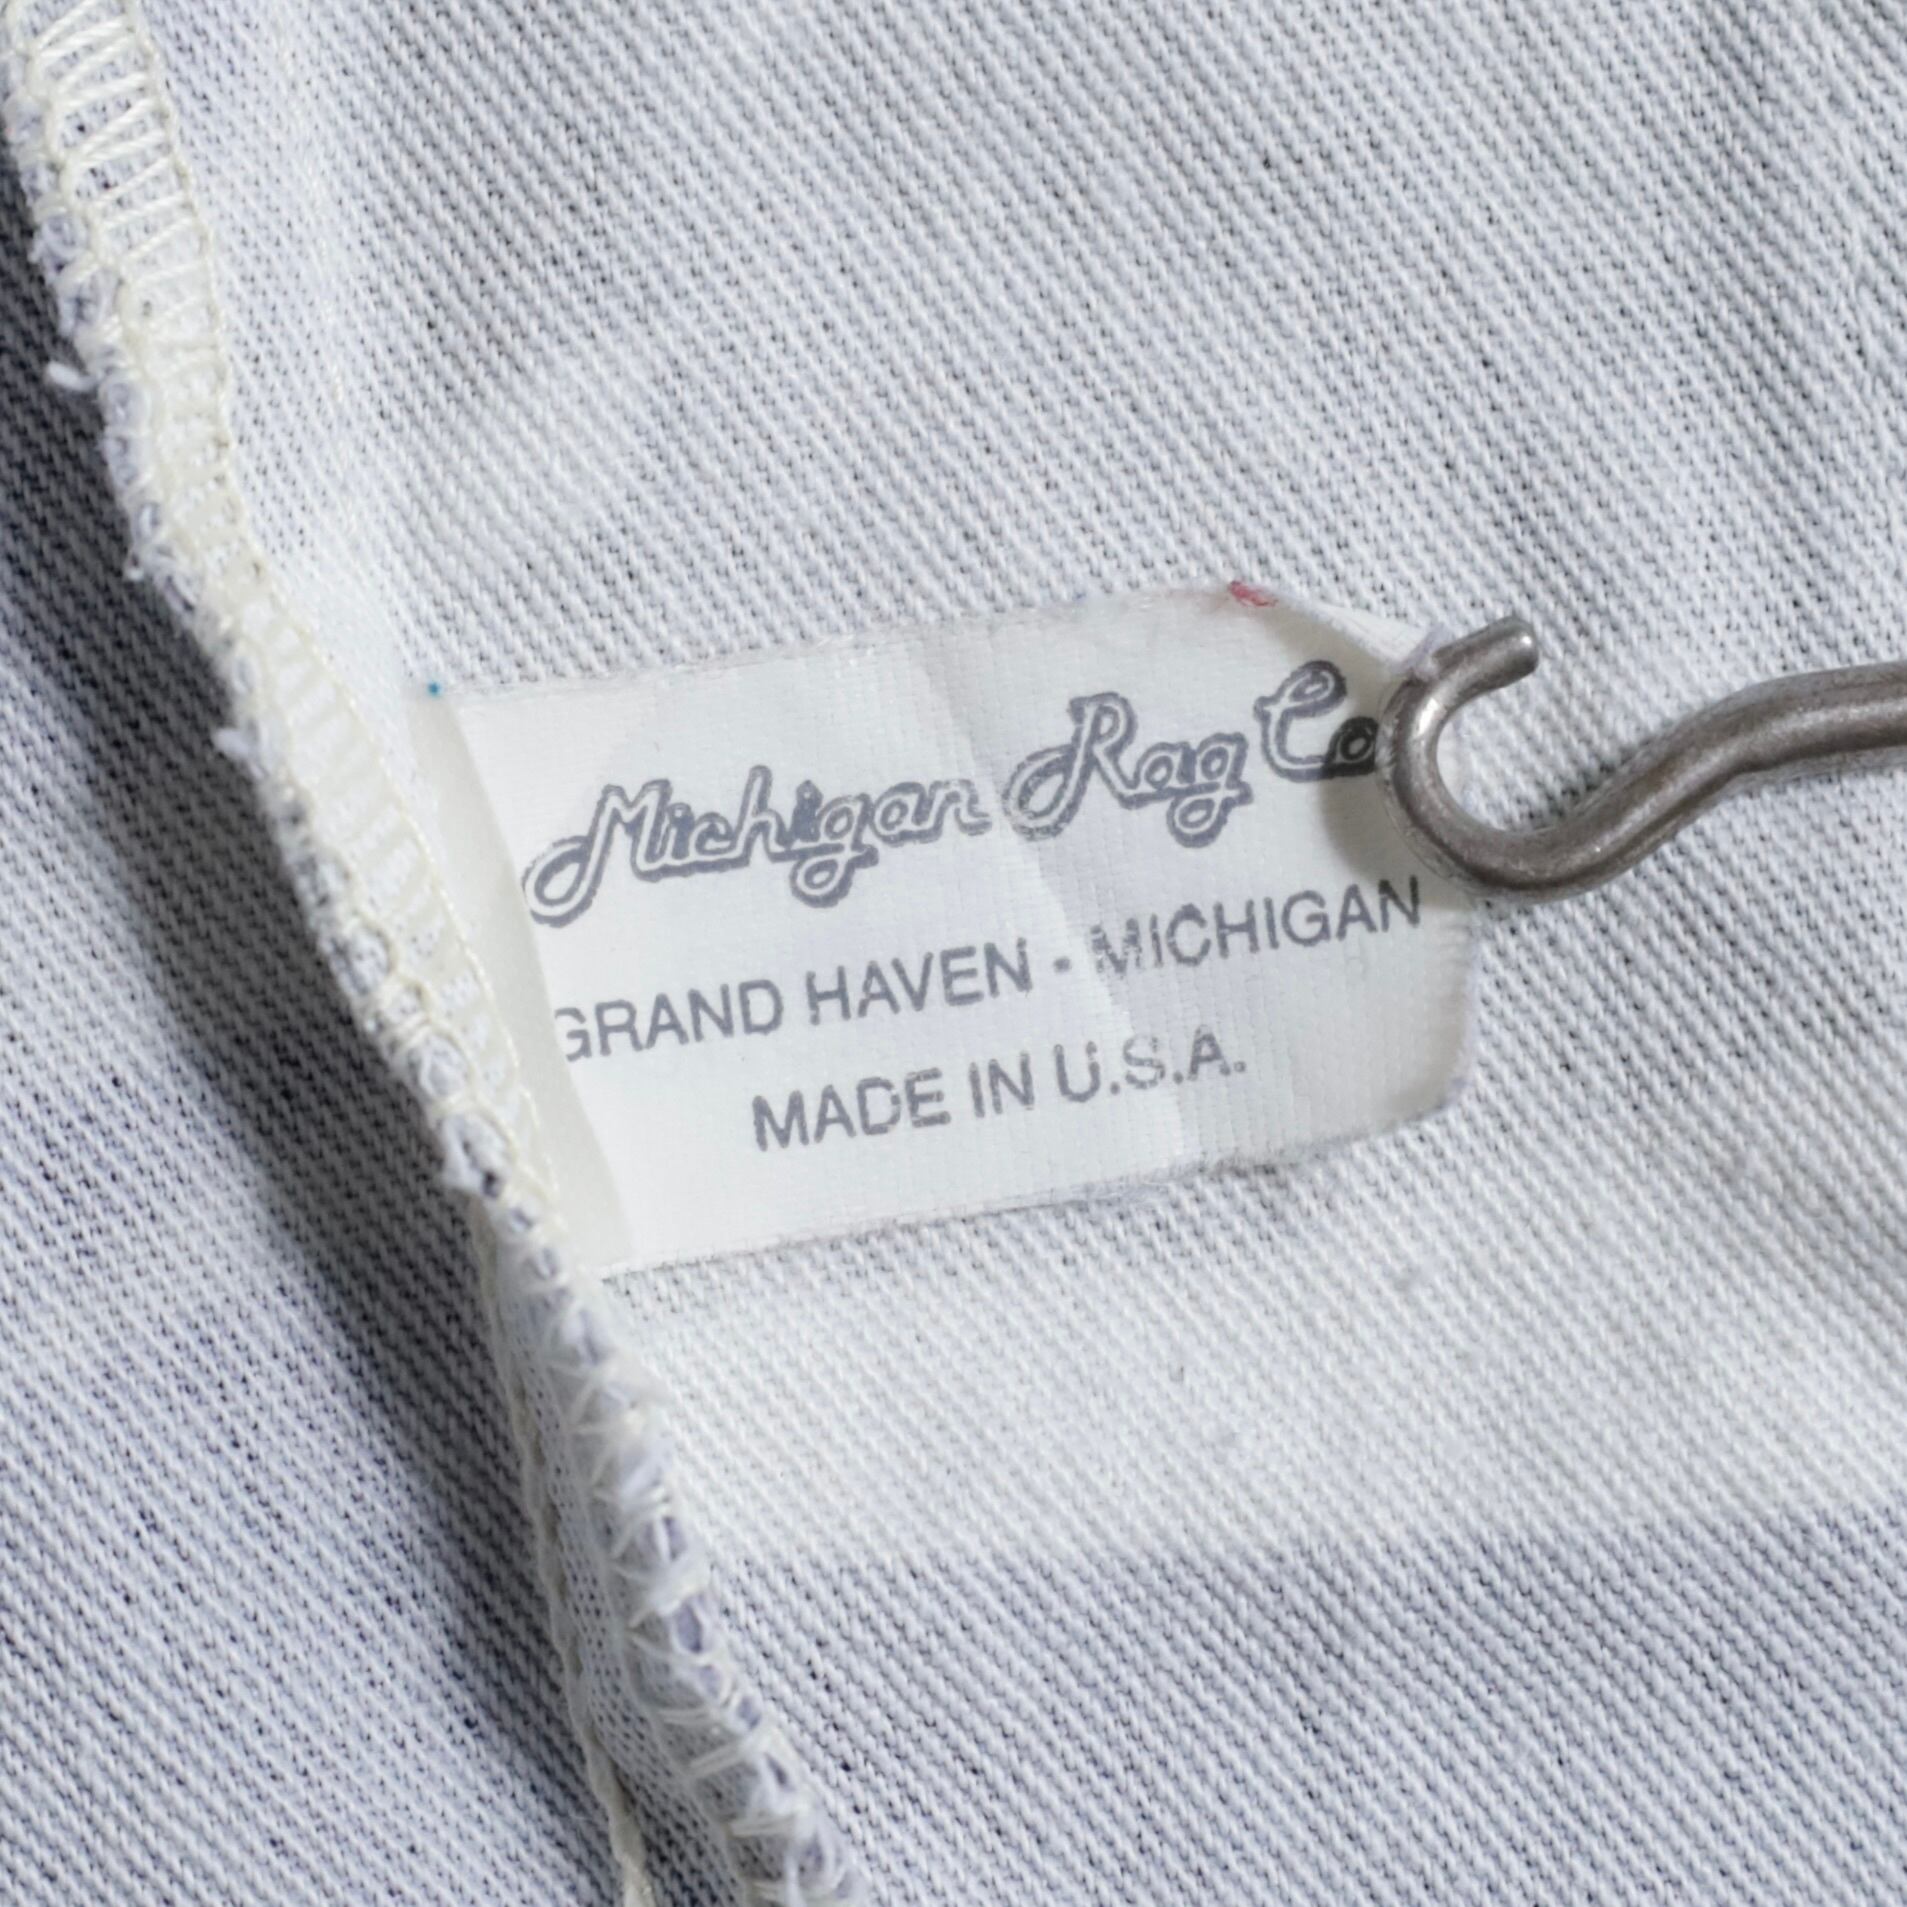 Michigan Rag Co
GRAND HAVEN - MICHIGAN
MADE IN U.S.A.